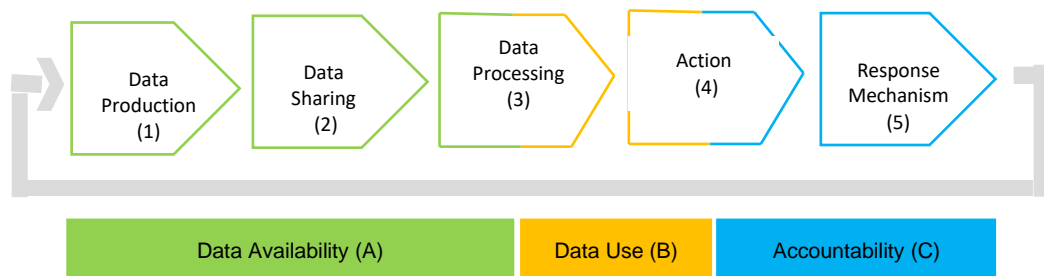 Data
Production
(1)
Data
Sharing
(2)
Data
Processing
(3)
Action
(4)
Response
Mechanism
(5)
Data Availability (A)
Data Use (B)
Accountability (C)